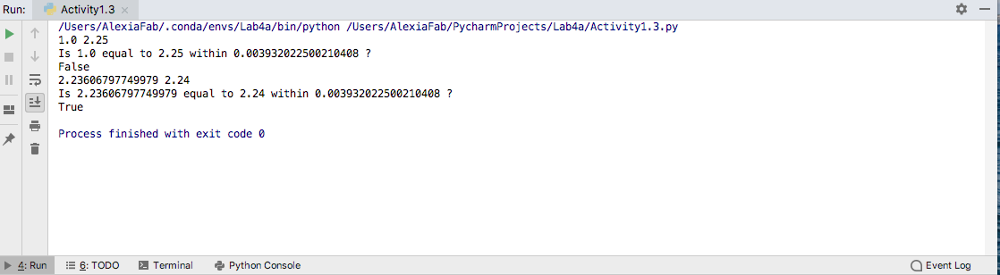 Run: Activity1.3
/Users/AlexiaFab/.conda/envs/Lab4a/bin/python /Users/AlexiaFab/PycharmProjects/Lab4a/Activity1.3.py
1.0 2.25
Is 1.0 equal to 2.25 within 0.003932022500210408 ?
False
2.23606797749979 2.24
Is 2.23606797749979 equal to 2.24 within 0.003932022500210408 ?
True
Process finished with exit code 0
4: Run 6: TODO Terminal Python Console Event Log